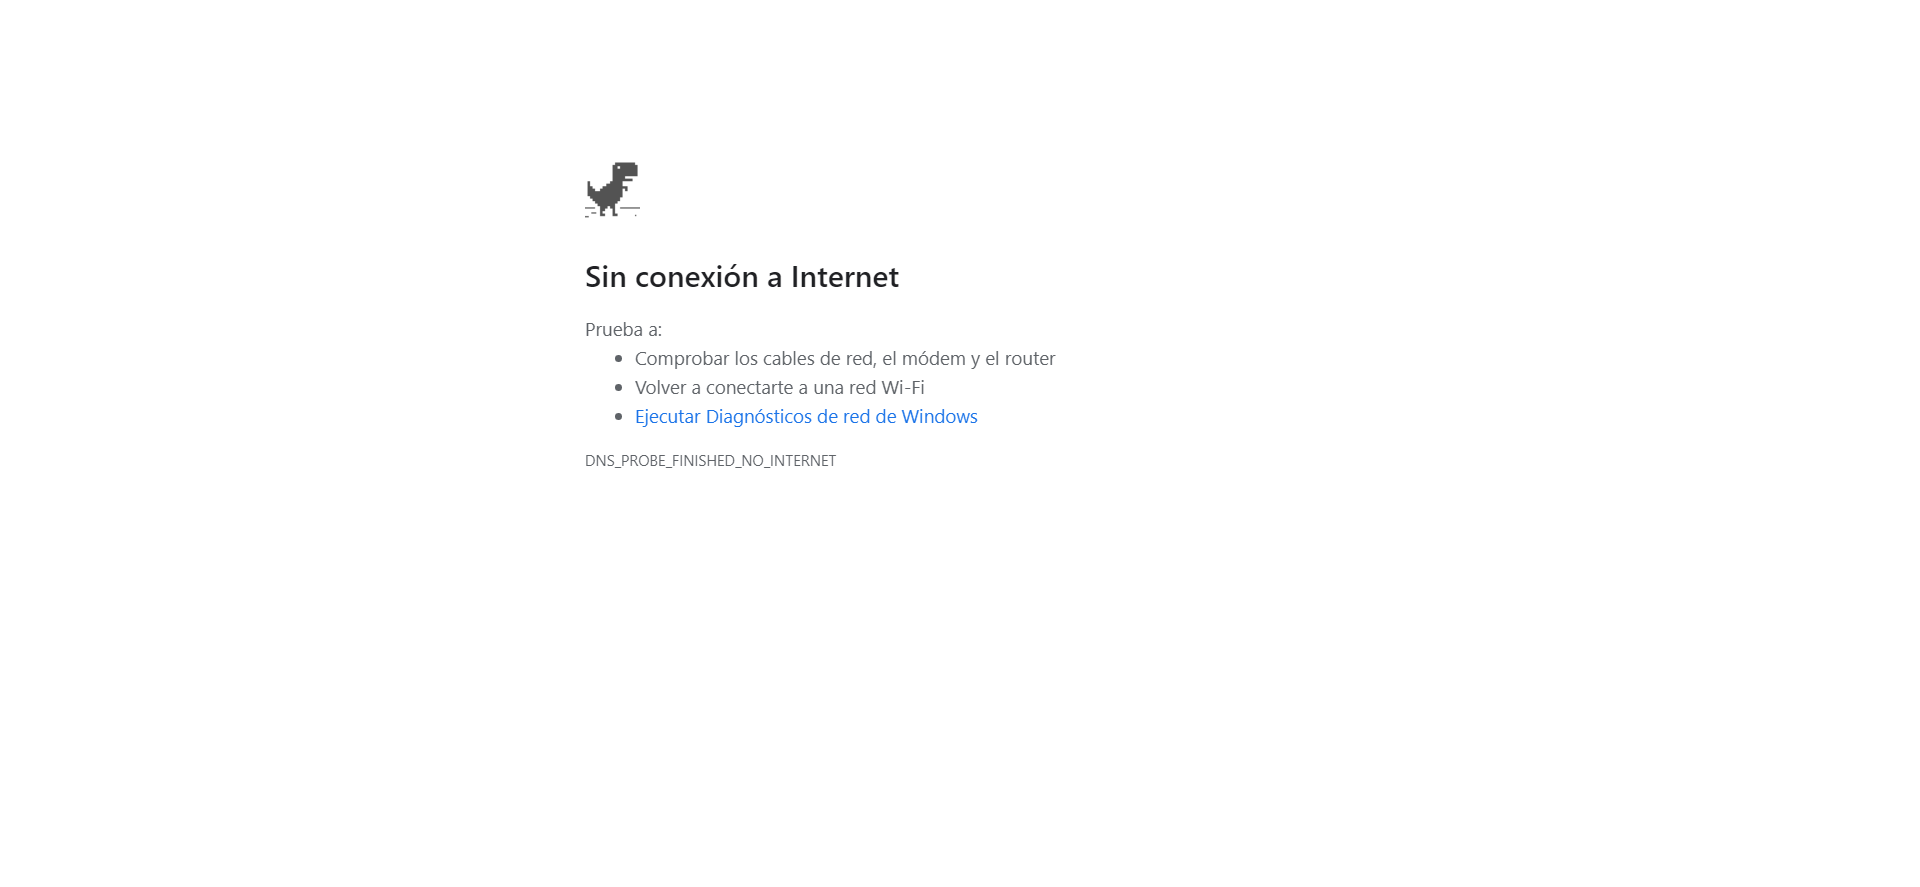 Sin conexión a Internet
Prueba a:
Comprobar los cables de red, el módem y el router
Volver a conectarte a una red Wi-Fi
Ejecutar Diagnósticos de red de Windows
DNS_PROBE_FINISHED_NO_INTERNET